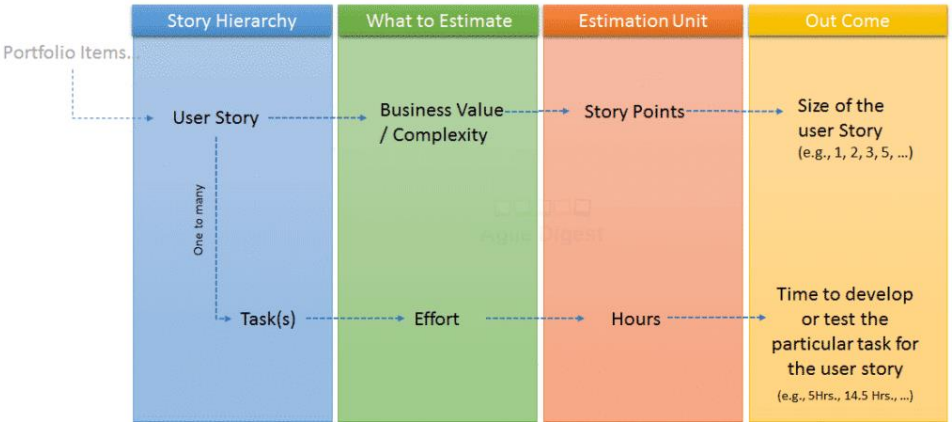 Story Hierarchy
What to Estimate
Estimation Unit
Out Come
Portfolio Items...
User Story
Business Value
/ Complexity
Story Points
Size of the
user Story
(e.g., 1, 2, 3, 5, ...)
One to many
Agile Digest
Task(s)
Effort
Hours
Time to develop
or test the
particular task for
the user story
(e.g., 5Hrs., 14.5 Hrs., ...)